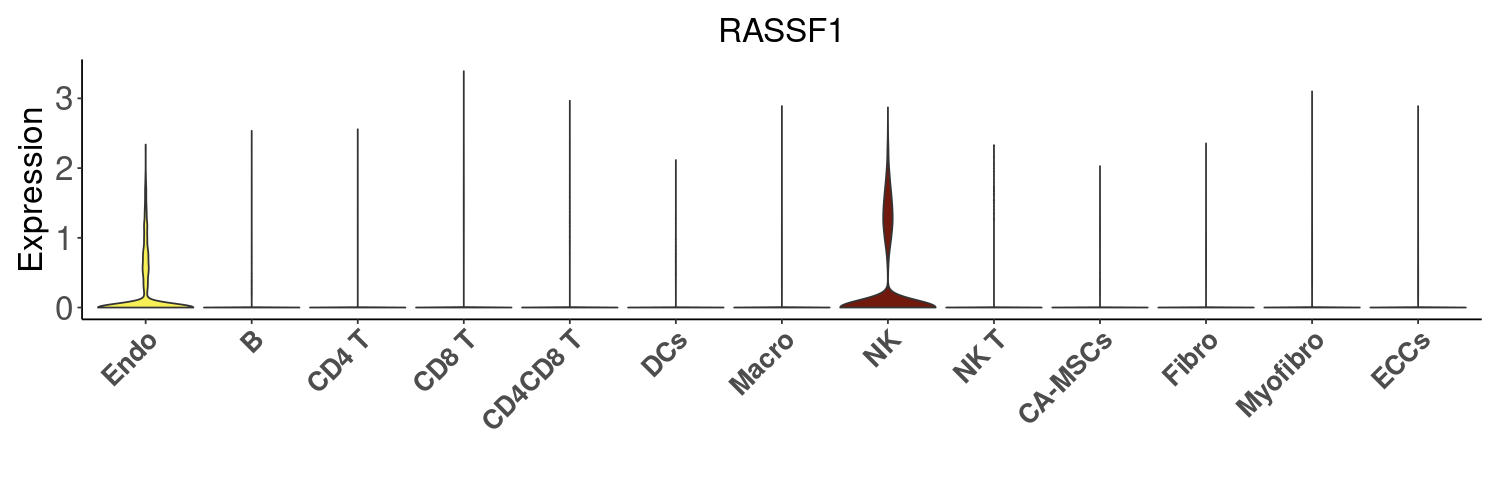 RASSF1
Expression
3
2
1
0
Endo
B
CD4 T
CD8 T
CD4CD8 T
DCs
Macro
NK
NK T
CA-MSCs
Fibro
Myofibro
ECCs